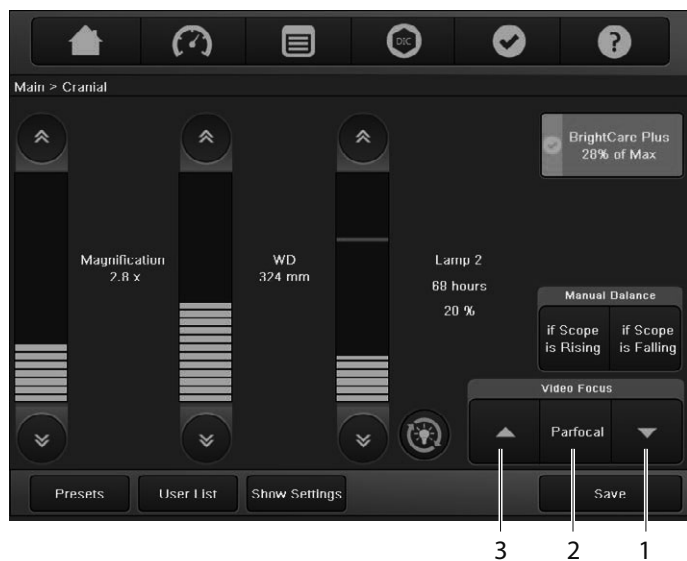 DIC
?
Main > Cranial
BrightCare Plus
28% of Max
Magnification
2.8 x
WD
324 mm
Lamp 2
68 hours
20 %
Manual Balance
if Scope
is Rising
if Scope
is Falling
Video Focus
Parfocal
Presets
User List
Show Settings
Save
3
2
1